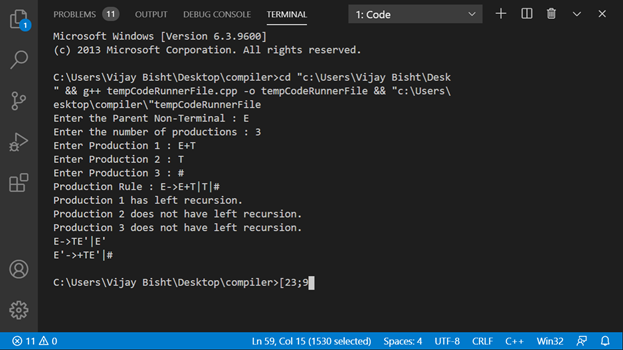 PROBLEMS 11 OUTPUT DEBUG CONSOLE TERMINAL 1: Code
1
Microsoft Windows [Version 6.3.9600]
(c) 2013 Microsoft Corporation. All rights reserved.
C:\Users\Vijay Bisht\Desktop\compiler>cd "c:\Users\Vijay Bisht\Desk
" && g++ tempCodeRunnerFile.cpp -o tempCodeRunnerFile && "c:\Users\
esktop\compiler\"tempCodeRunnerFile
Enter the Parent Non-Terminal : E
Enter the number of productions : 3
Enter Production 1 : E+T
Enter Production 2 : T
Enter Production 3 : #
Production Rule : E->E+T|T|#
Production 1 has left recursion.
Production 2 does not have left recursion.
Production 3 does not have left recursion.
E->TE'|E'
E'->+TE'|#
C:\Users\Vijay Bisht\Desktop\compiler>[23;9
11 0 Ln 59, Col 15 (1530 selected) Spaces: 4 UTF-8 CRLF C++ Win32